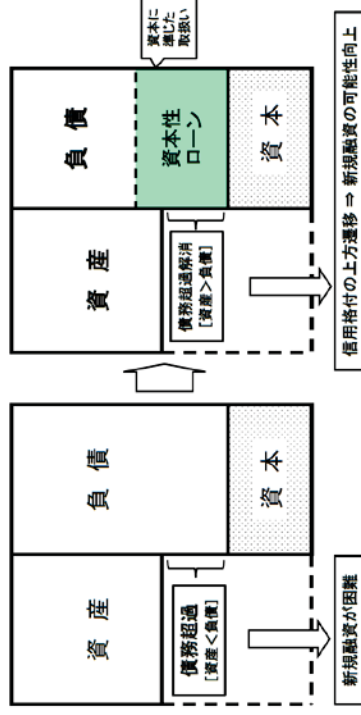 資産
負債
債務超過
[資産＜負債]
資本
新規融資が困難
資産
負債
資本に
準じた
取扱い
資本性
ローン
債務超過解消
[資産＞負債]
資本
信用格付の上方遷移 ⇒ 新規融資の可能性向上